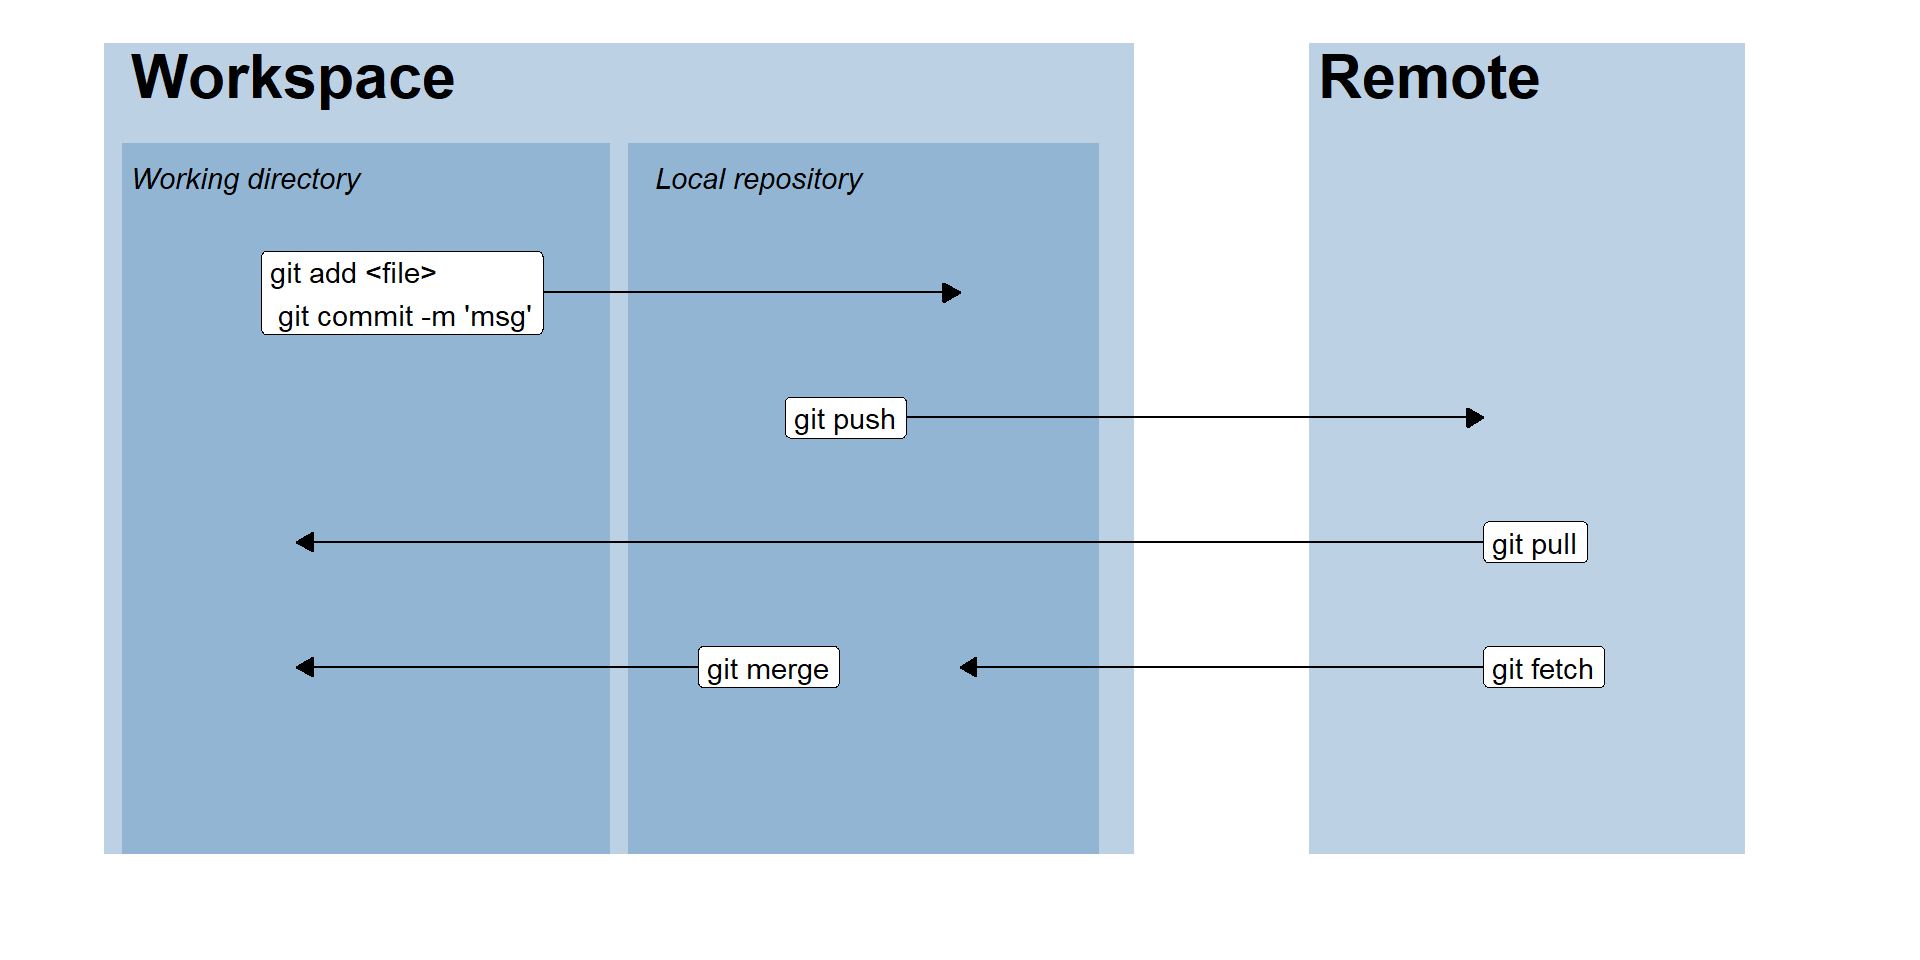 Workspace
Remote
Working directory
Local repository
git add <file>
git commit -m 'msg'
git push
git pull
git merge
git fetch